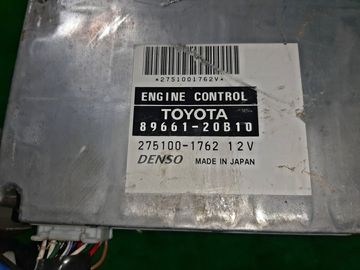 *2751001762V*
ENGINE CONTROL
TOYOTA
89661-20B10
275100-1762 12V
DENSO MADE IN JAPAN